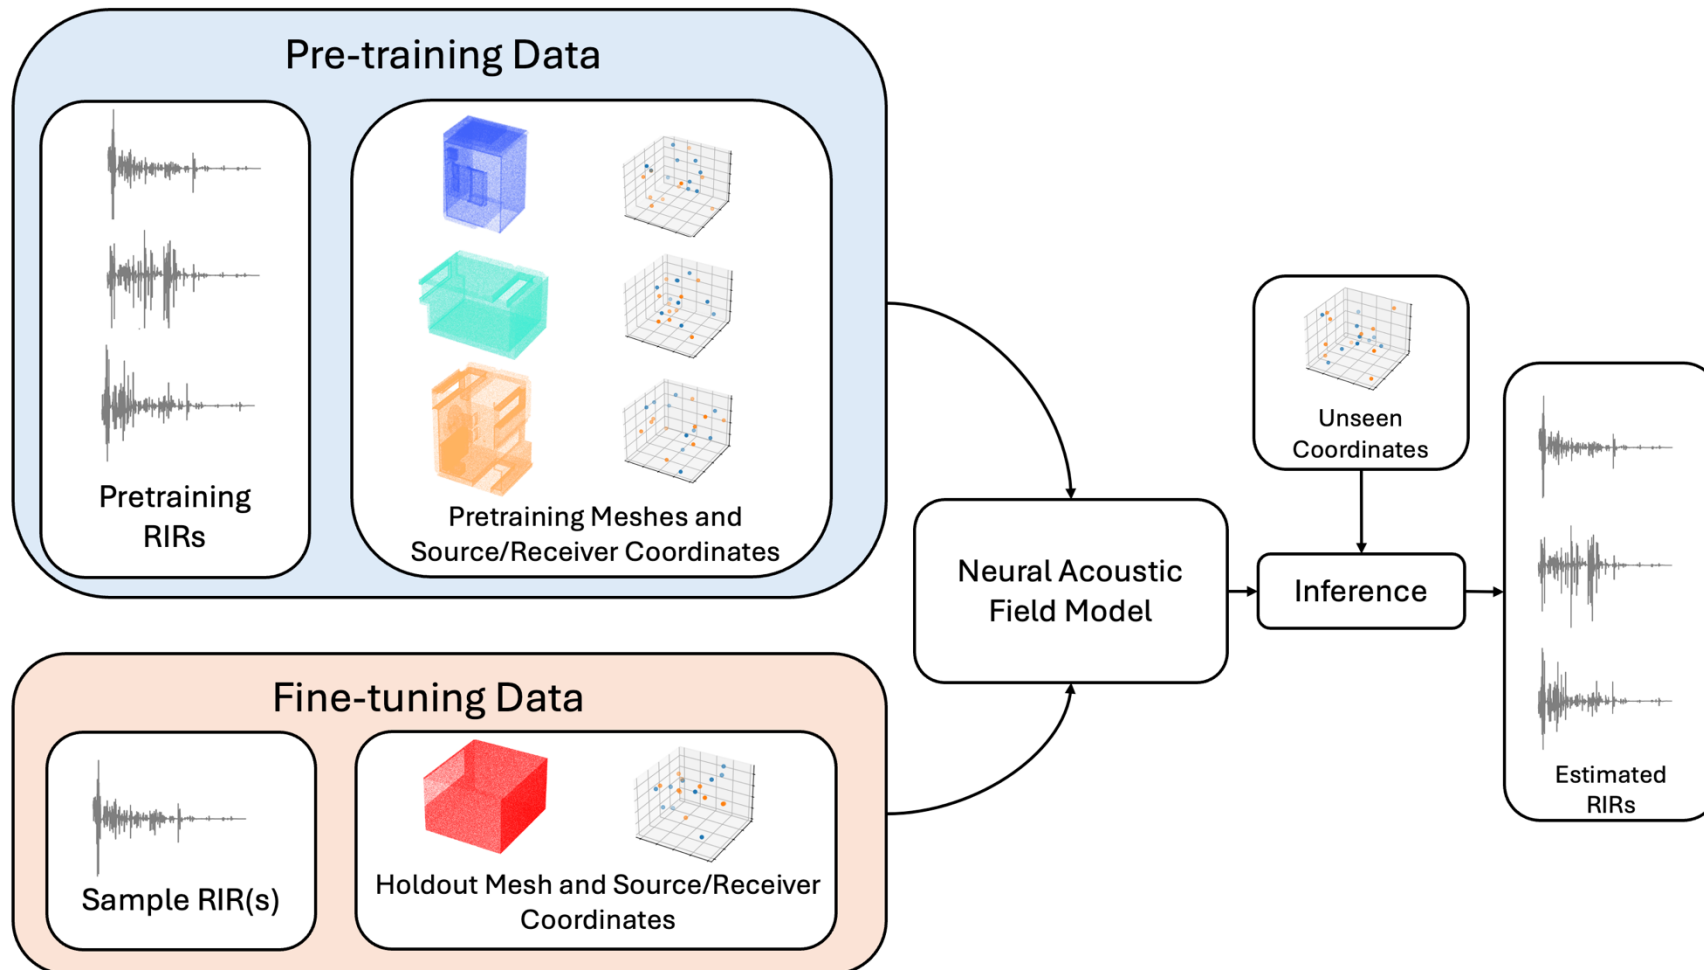 Pre-training Data
Pretraining
RIRs
Pretraining Meshes and
Source/Receiver Coordinates
Fine-tuning Data
Sample RIR(s)
Holdout Mesh and Source/Receiver
Coordinates
Neural Acoustic
Field Model
Unseen
Coordinates
Inference
Estimated
RIRs